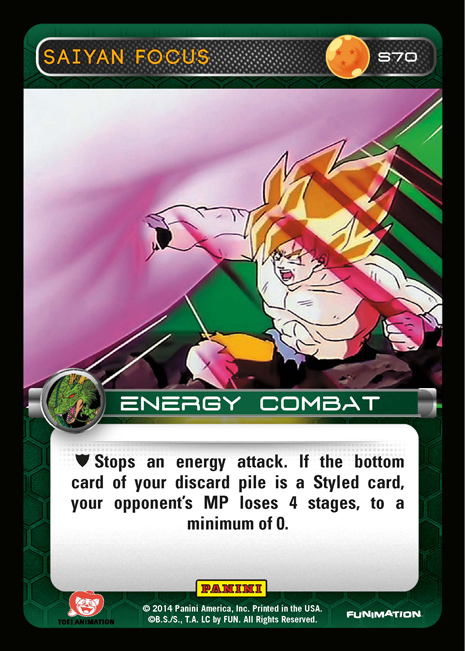 SAIYAN FOCUS
S70
ENERGY COMBAT
Stops an energy attack. If the bottom
card of your discard pile is a Styled card,
your opponent's MP loses 4 stages, to a
minimum of 0.
PANINI
© 2014 Panini America, Inc. Printed in the USA.
©B.S./S., T.A. LC by FUN. All Rights Reserved.
TOEI ANIMATION
FUNIMATION